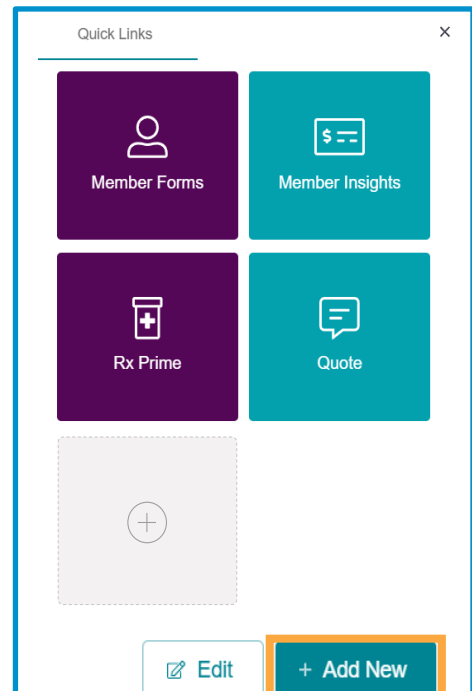 Quick Links ×
Member Forms
Member Insights
Rx Prime
Quote
Edit
+ Add New